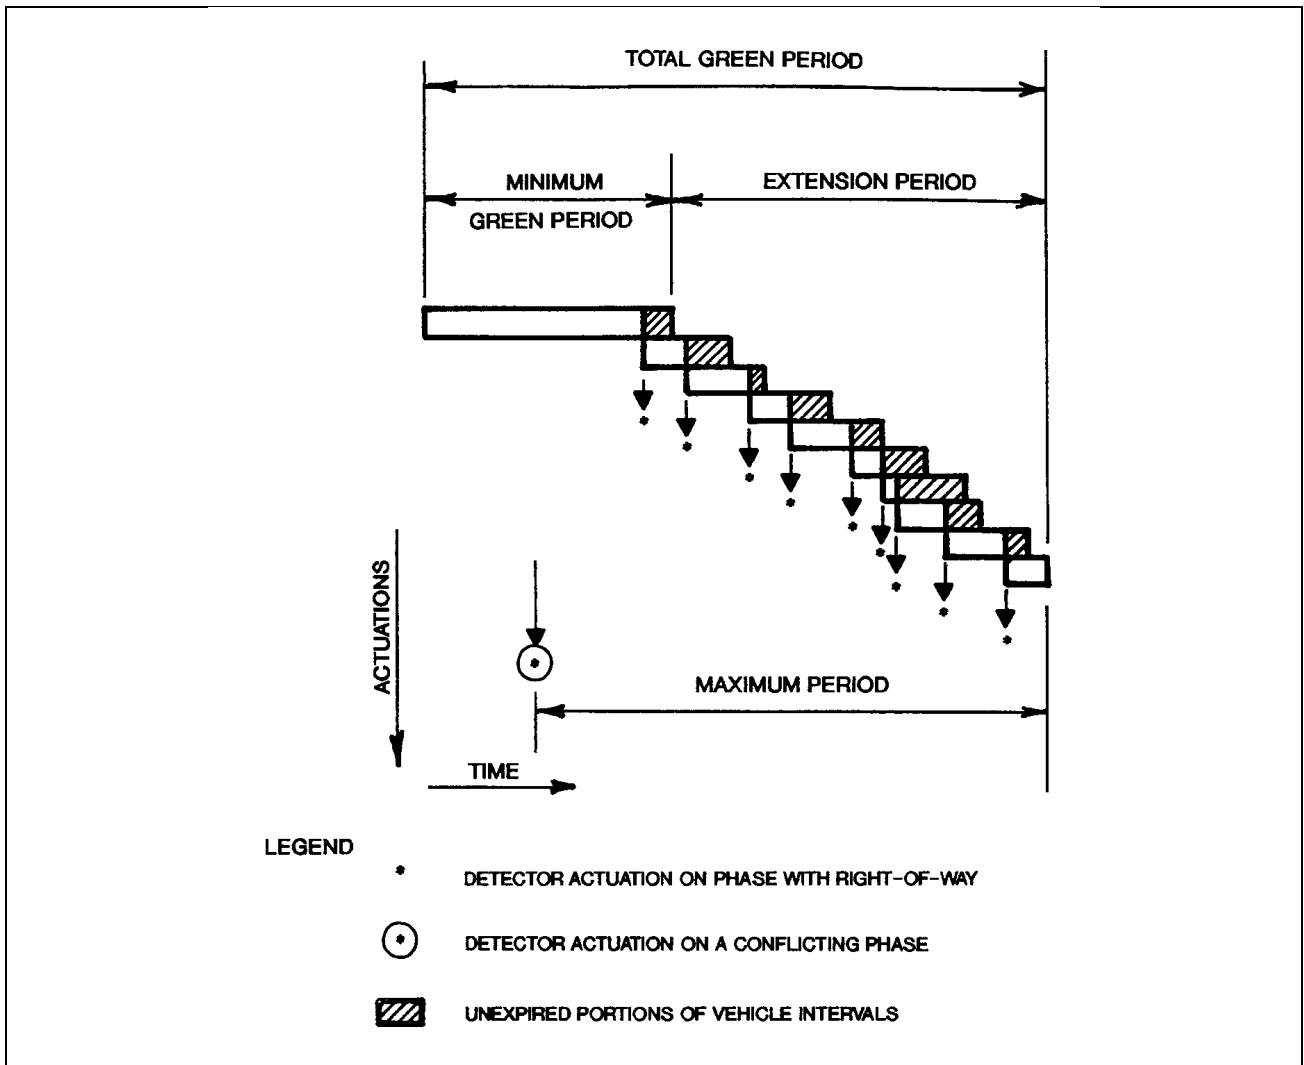 TOTAL GREEN PERIOD
MINIMUM
GREEN PERIOD
EXTENSION PERIOD
ACTUATIONS
MAXIMUM PERIOD
TIME
LEGEND
DETECTOR ACTUATION ON PHASE WITH RIGHT-OF-WAY
DETECTOR ACTUATION ON A CONFLICTING PHASE
UNEXPIRED PORTIONS OF VEHICLE INTERVALS